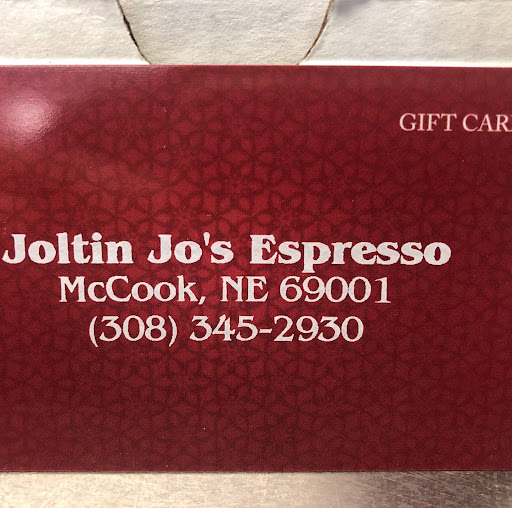 GIFT CAR
Joltin Jo's Espresso
McCook, NE 69001
(308) 345-2930